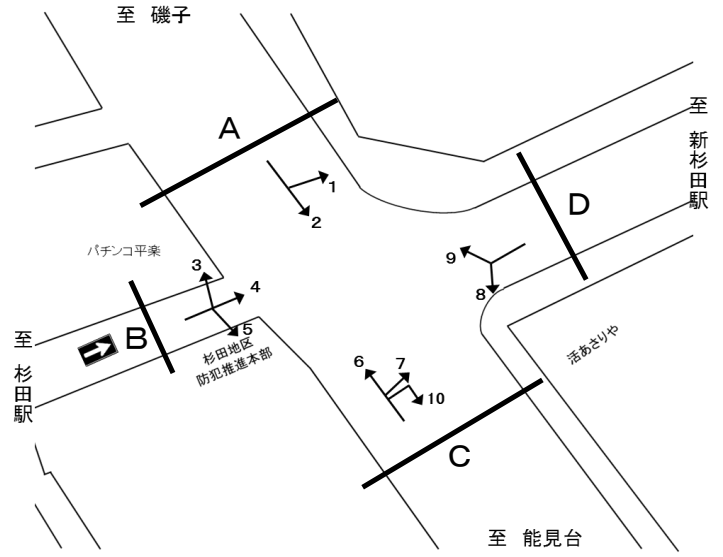 至 磯子
A
至 新杉田駅
1
2
D
パチンコ平楽
9
3
4
8
B
5
至 杉田駅
杉田地区
防犯推進本部
活あさりや
6
7
10
C
至 能見台